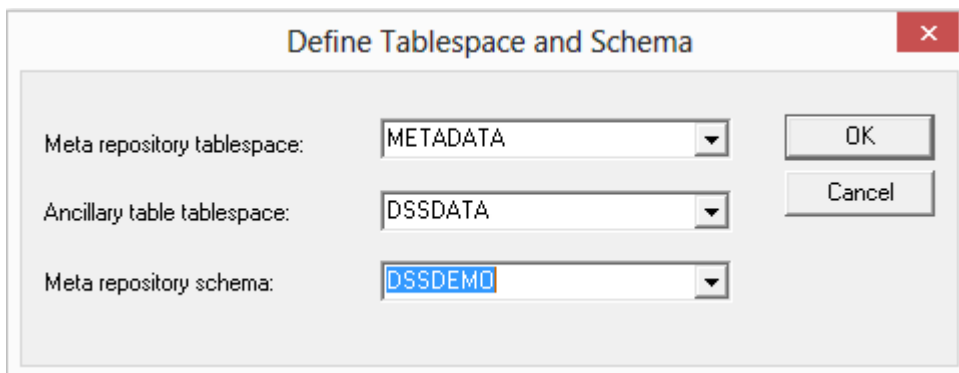 Define Tablespace and Schema
Meta repository tablespace: METADATA OK
Ancillary table tablespace: DSSDATA Cancel
Meta repository schema: DSSDEMO